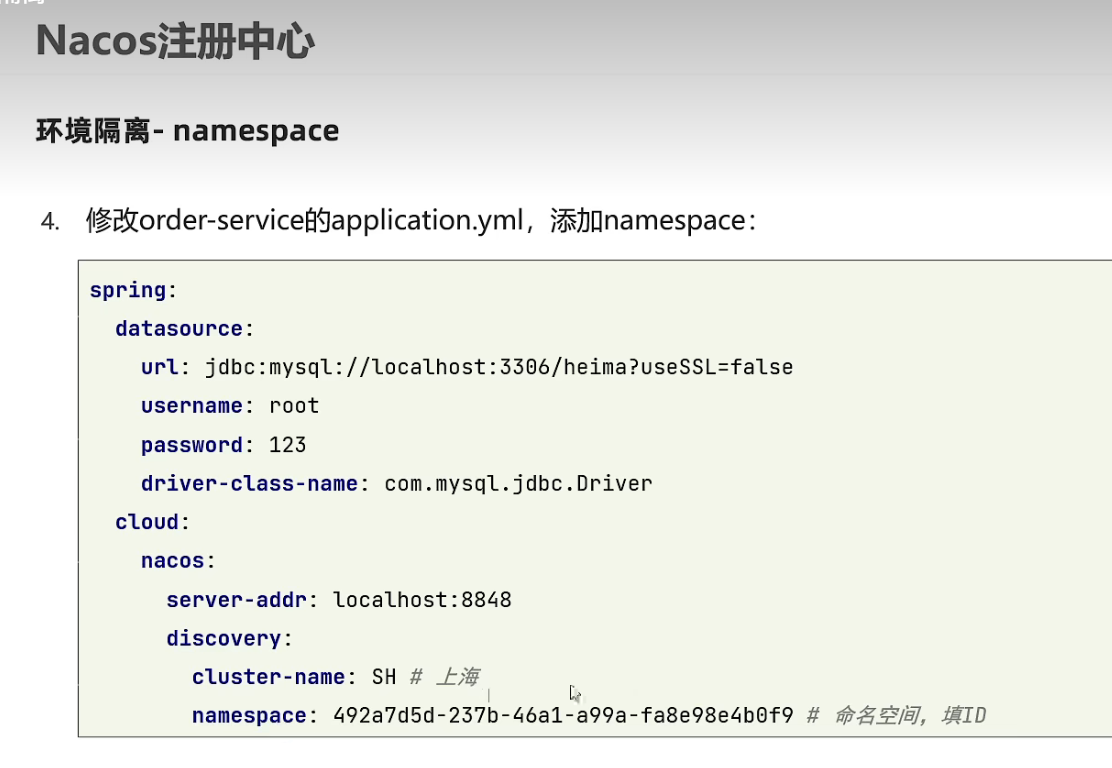 Nacos注册中心
环境隔离- namespace
4. 修改order-service的application.yml，添加namespace：
spring:
  datasource:
    url: jdbc:mysql://localhost:3306/heima?useSSL=false
    username: root
    password: 123
    driver-class-name: com.mysql.jdbc.Driver
  cloud:
    nacos:
      server-addr: localhost:8848
      discovery:
        cluster-name: SH # 上海
        namespace: 492a7d5d-237b-46a1-a99a-fa8e98e4b0f9 # 命名空间，填ID